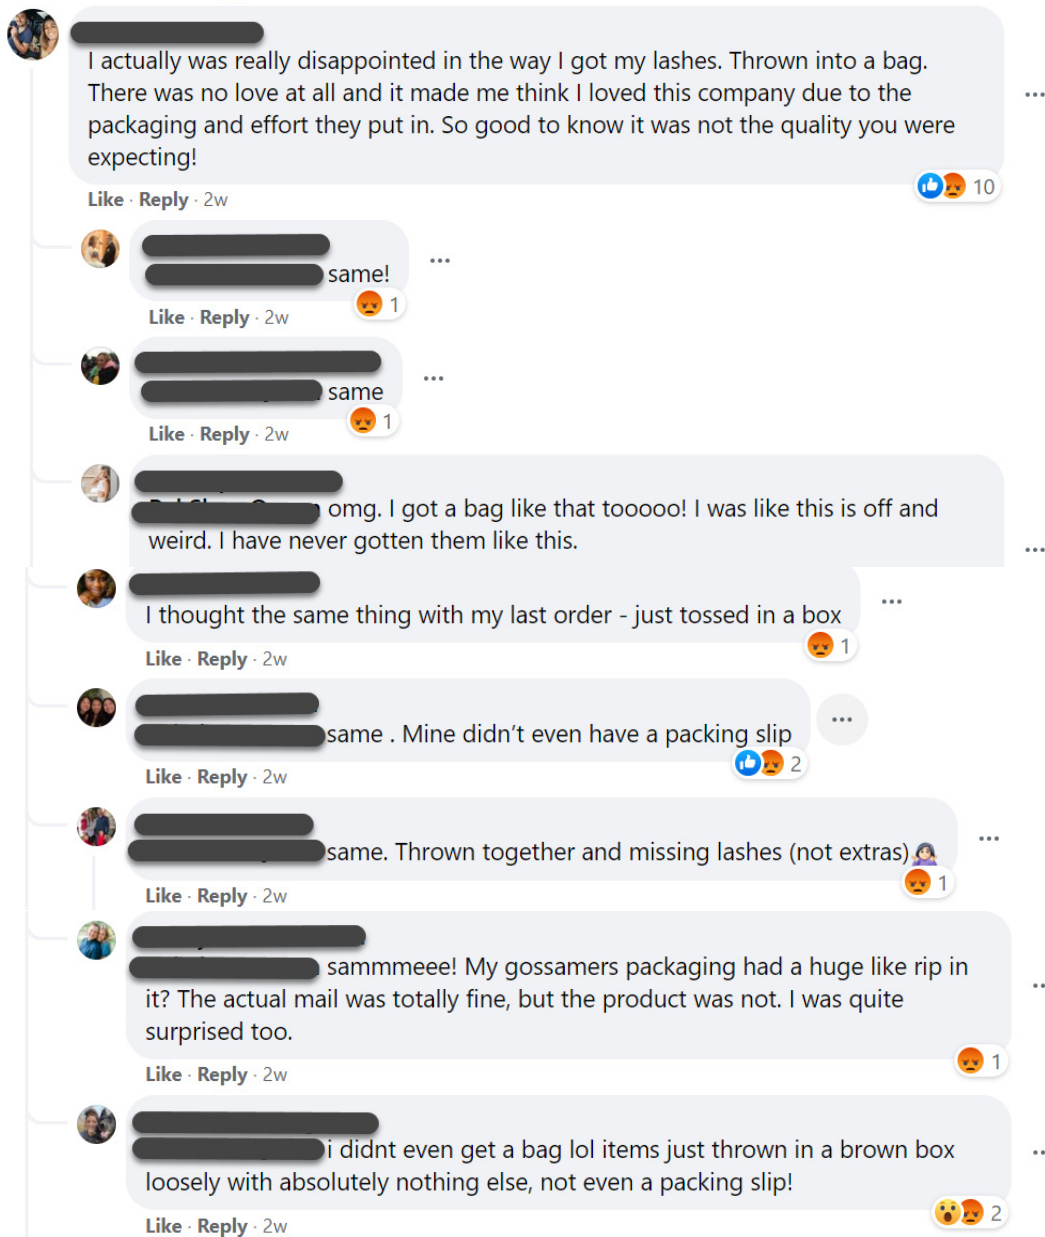 I actually was really disappointed in the way I got my lashes. Thrown into a bag.
There was no love at all and it made me think I loved this company due to the
packaging and effort they put in. So good to know it was not the quality you were
expecting!
10
Like · Reply · 2w
same!
1
Like · Reply · 2w
same
1
Like · Reply · 2w
omg. I got a bag like that tooooo! I was like this is off and
weird. I have never gotten them like this.
I thought the same thing with my last order - just tossed in a box
1
Like · Reply · 2w
same . Mine didn't even have a packing slip
2
Like · Reply · 2w
same. Thrown together and missing lashes (not extras)
1
Like · Reply · 2w
sammmeee! My gossamers packaging had a huge like rip in
it? The actual mail was totally fine, but the product was not. I was quite
surprised too.
1
Like · Reply · 2w
i didnt even get a bag lol items just thrown in a brown box
loosely with absolutely nothing else, not even a packing slip!
2
Like · Reply · 2w